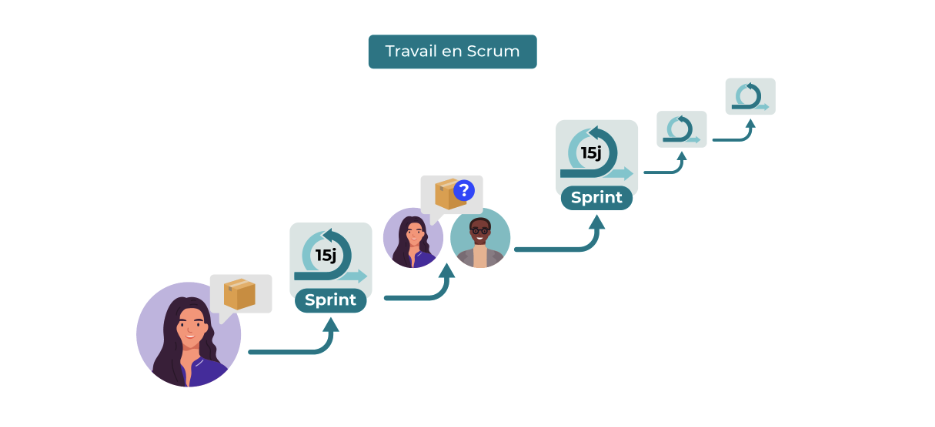 Travail en Scrum
15j
Sprint
?
15j
Sprint